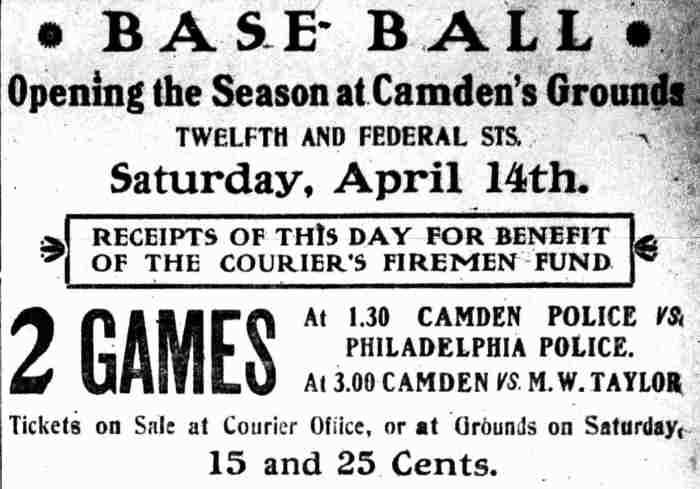 BASE BALL
Opening the Season at Camden's Grounds
TWELFTH AND FEDERAL STS.
Saturday, April 14th.
RECEIPTS OF THIS DAY FOR BENEFIT
OF THE COURIER'S FIREMEN FUND
2 GAMES
At 1.30 CAMDEN POLICE VS.
PHILADELPHIA POLICE.
At 3.00 CAMDEN VS. M. W. TAYLOR
Tickets on Sale at Courier Office, or at Grounds on Saturday,
15 and 25 Cents.